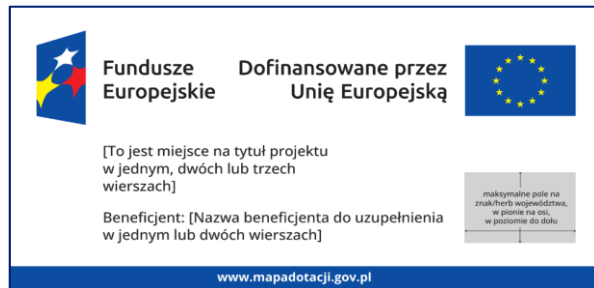 Fundusze
Europejskie
Dofinansowane przez
Unię Europejską
[To jest miejsce na tytuł projektu
w jednym, dwóch lub trzech
wierszach]
Beneficjent: [Nazwa beneficjenta do uzupełnienia
w jednym lub dwóch wierszach]
maksymalne pole na
znak/herb województwa,
w pionie na osi,
w poziomie do dołu
www.mapadotacji.gov.pl